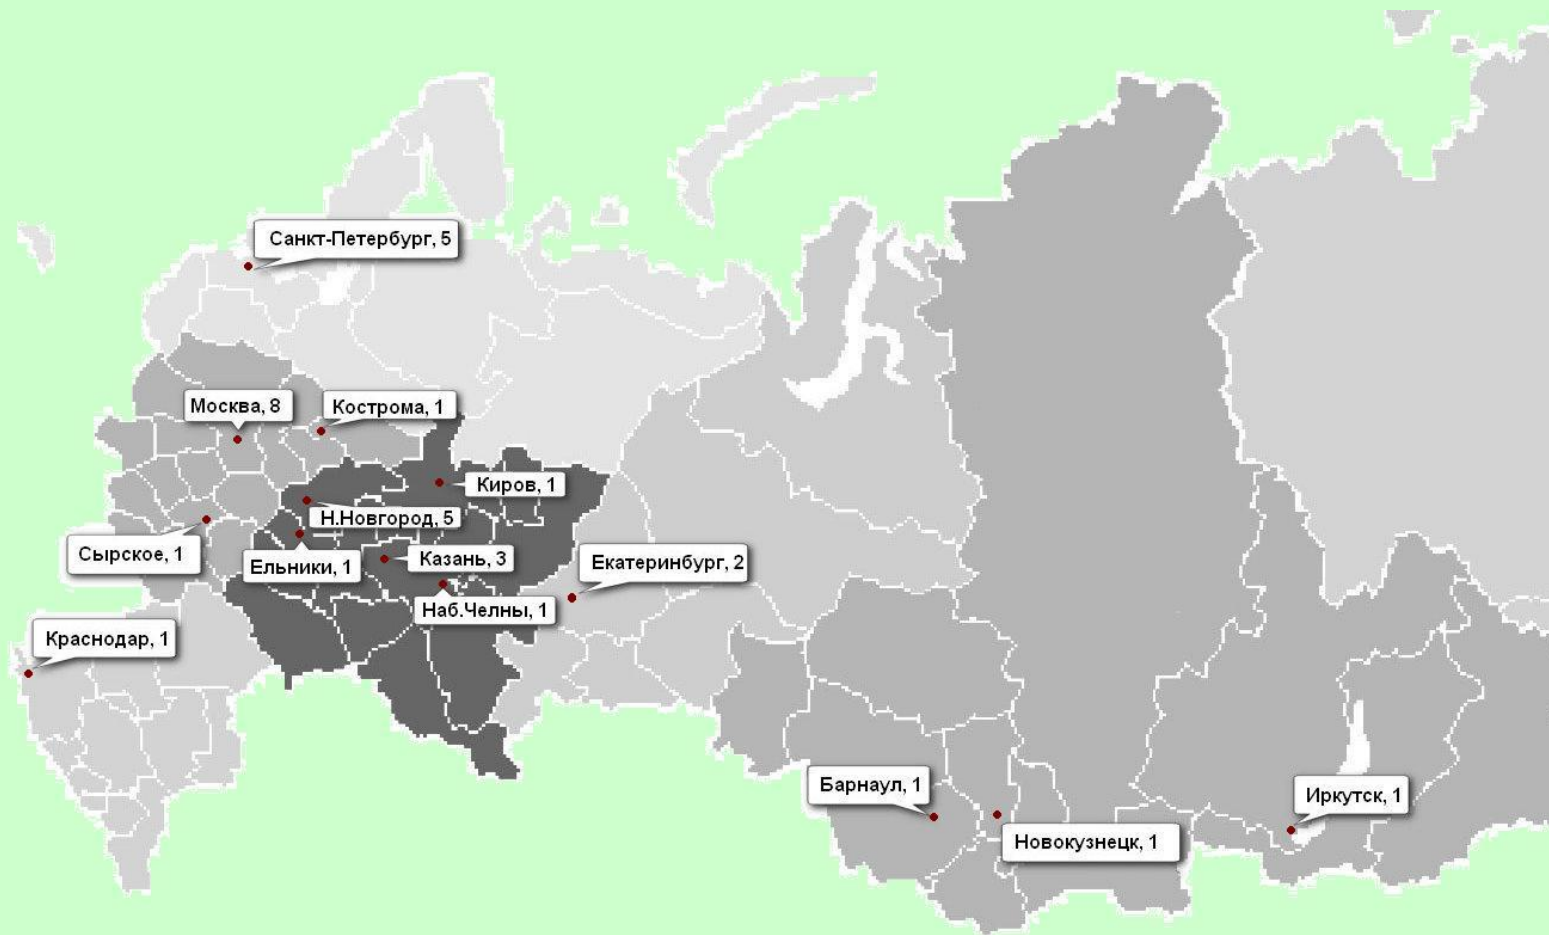 Санкт-Петербург, 5
Москва, 8
Кострома, 1
Киров, 1
Н.Новгород, 5
Сырское, 1
Ельники, 1
Казань, 3
Екатеринбург, 2
Наб.Челны, 1
Краснодар, 1
Барнаул, 1
Иркутск, 1
Новокузнецк, 1